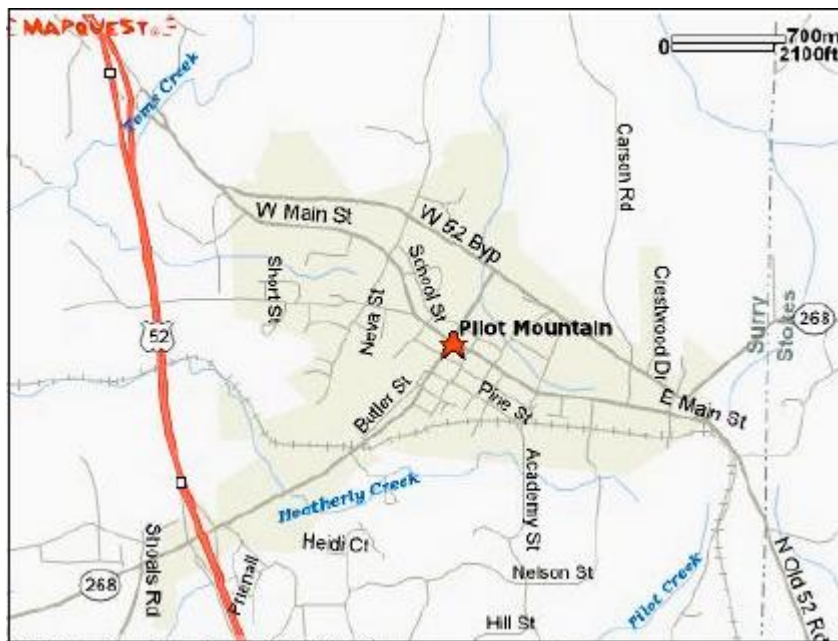 MAPQUEST
0 700m
2100ft
Toms Creek
Carson Rd
W Main St
W 52 Byp
School St
Short St
Neva St
Crestwood Dr
Surry
Stokes
268
52
Pilot Mountain
Butler St
Pine St
E Main St
Academy St
Heatherly Creek
Shoals Rd
Heidi Ct
N Old 52 Rd
268
Nelson St
Pilot Creek
Hill St